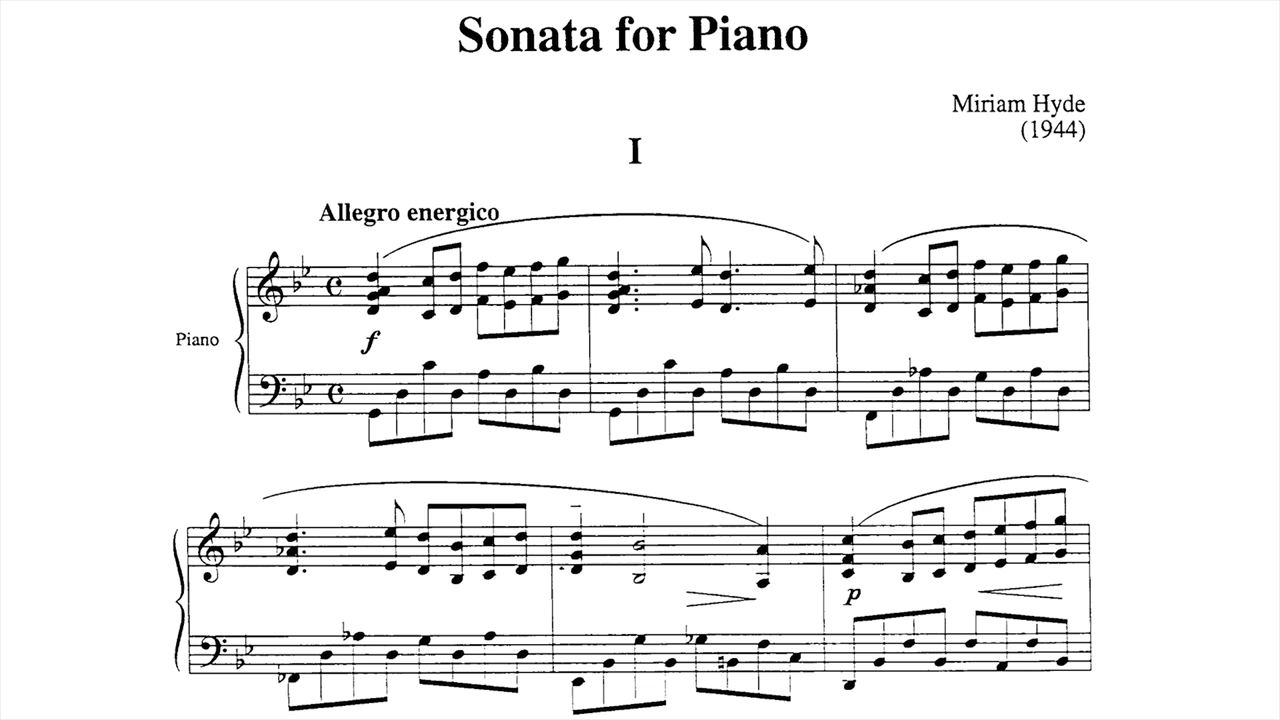 Sonata for Piano
Miriam Hyde
(1944)
I
Allegro energico
Piano
f
p